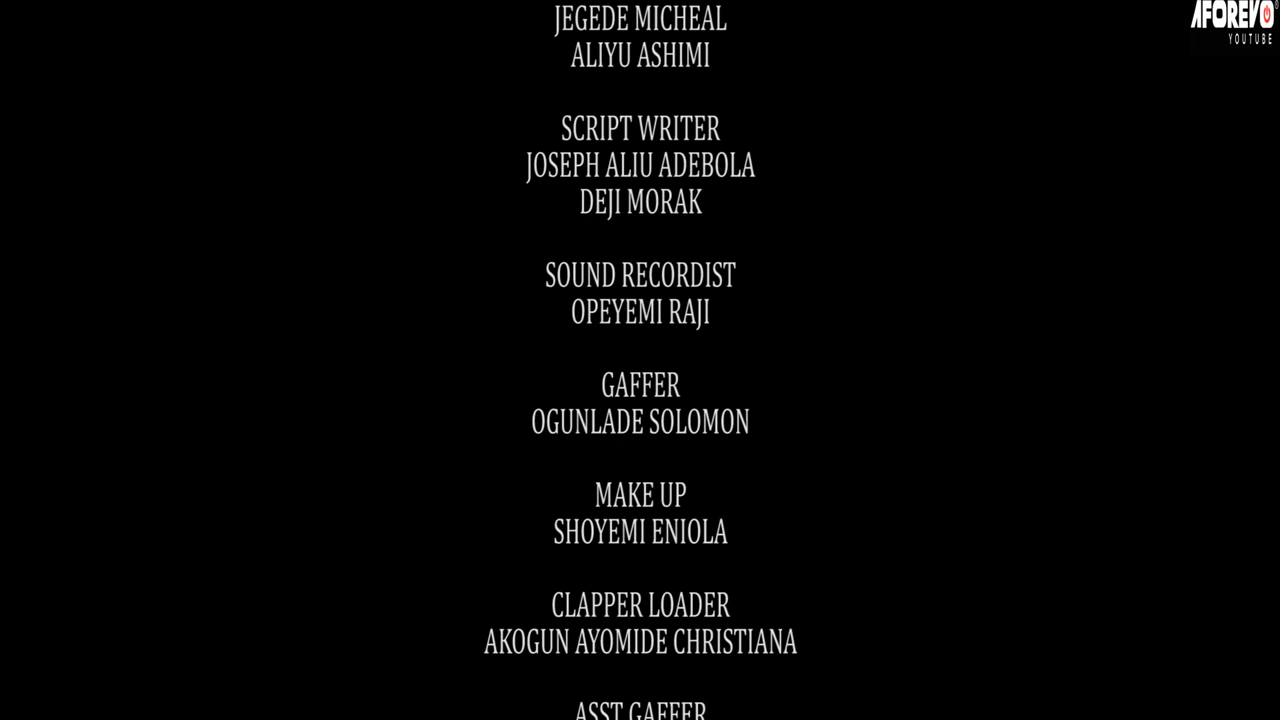 JEGEDE MICHEAL
ALIYU ASHIMI
SCRIPT WRITER
JOSEPH ALIU ADEBOLA
DEJI MORAK
SOUND RECORDIST
OPEYEMI RAJI
GAFFER
OGUNLADE SOLOMON
MAKE UP
SHOYEMI ENIOLA
CLAPPER LOADER
AKOGUN AYOMIDE CHRISTIANA
ASST GAFFER
AFOREVO
YOUTUBE